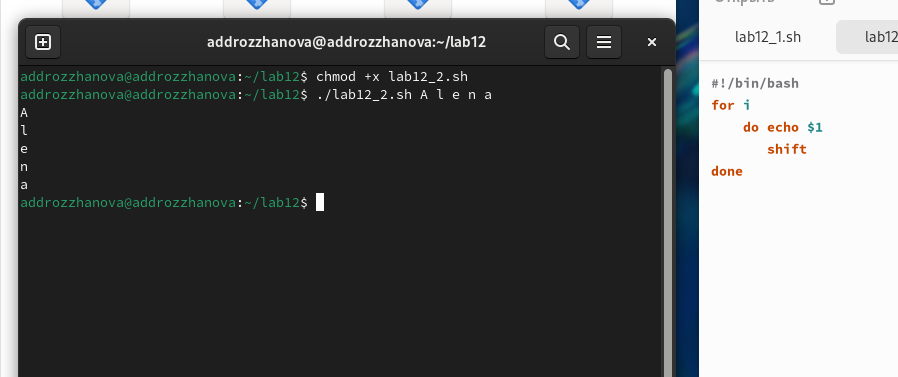 addrozzhanova@addrozzhanova:~/lab12
addrozzhanova@addrozzhanova:~/lab12$ chmod +x lab12_2.sh
addrozzhanova@addrozzhanova:~/lab12$ ./lab12_2.sh A l e n a
A
l
e
n
a
addrozzhanova@addrozzhanova:~/lab12$
lab12_1.sh
lab12
#!/bin/bash
for i
do echo $1
shift
done